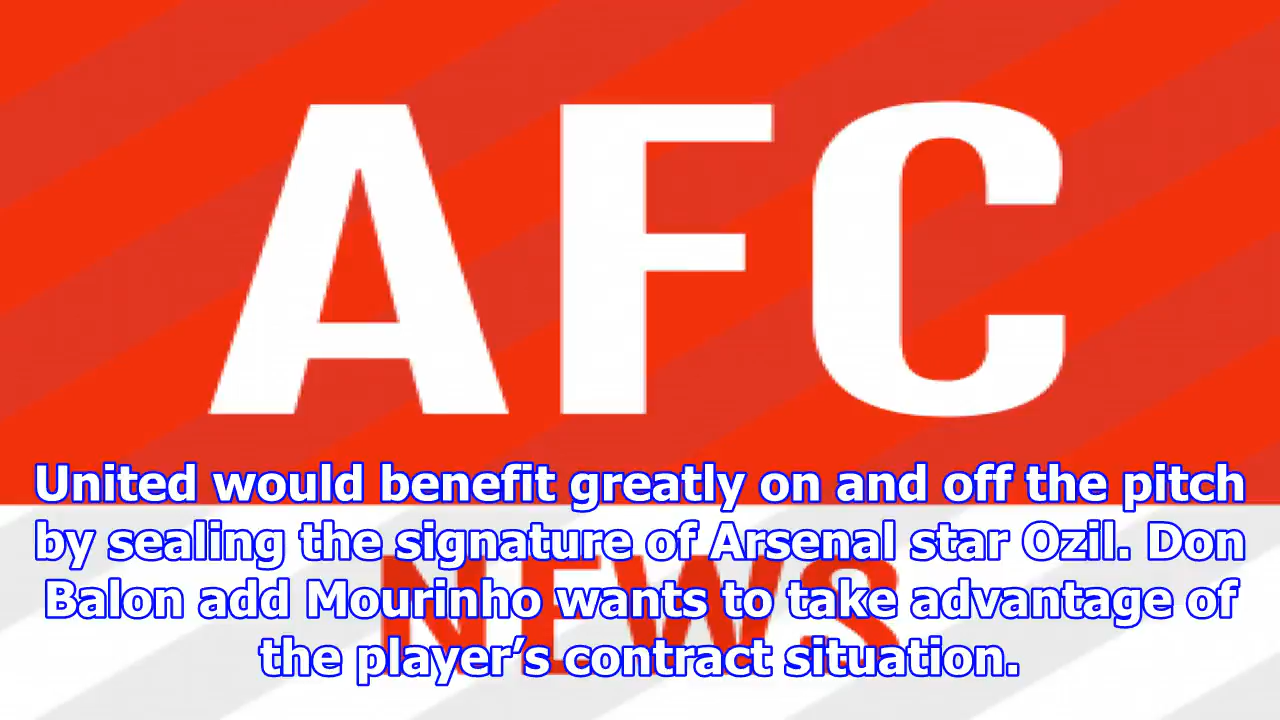 AFC
NEWS
United would benefit greatly on and off the pitch
by sealing the signature of Arsenal star Ozil. Don
Balon add Mourinho wants to take advantage of
the player’s contract situation.